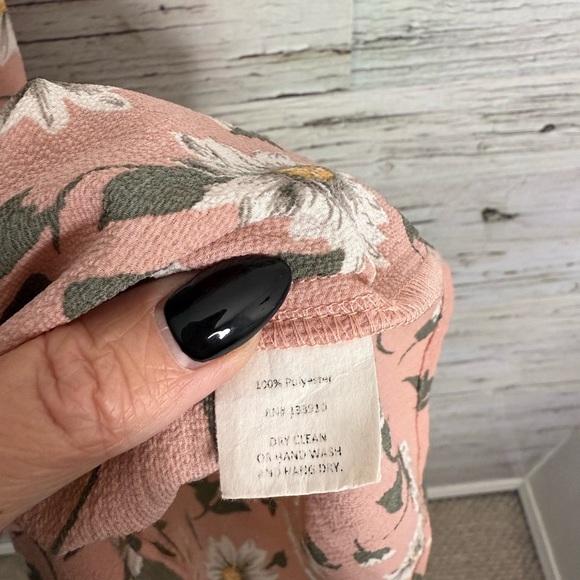 100% Polyester
RN# 133910
DRY CLEAN
OR HAND WASH
AND HANG DRY.